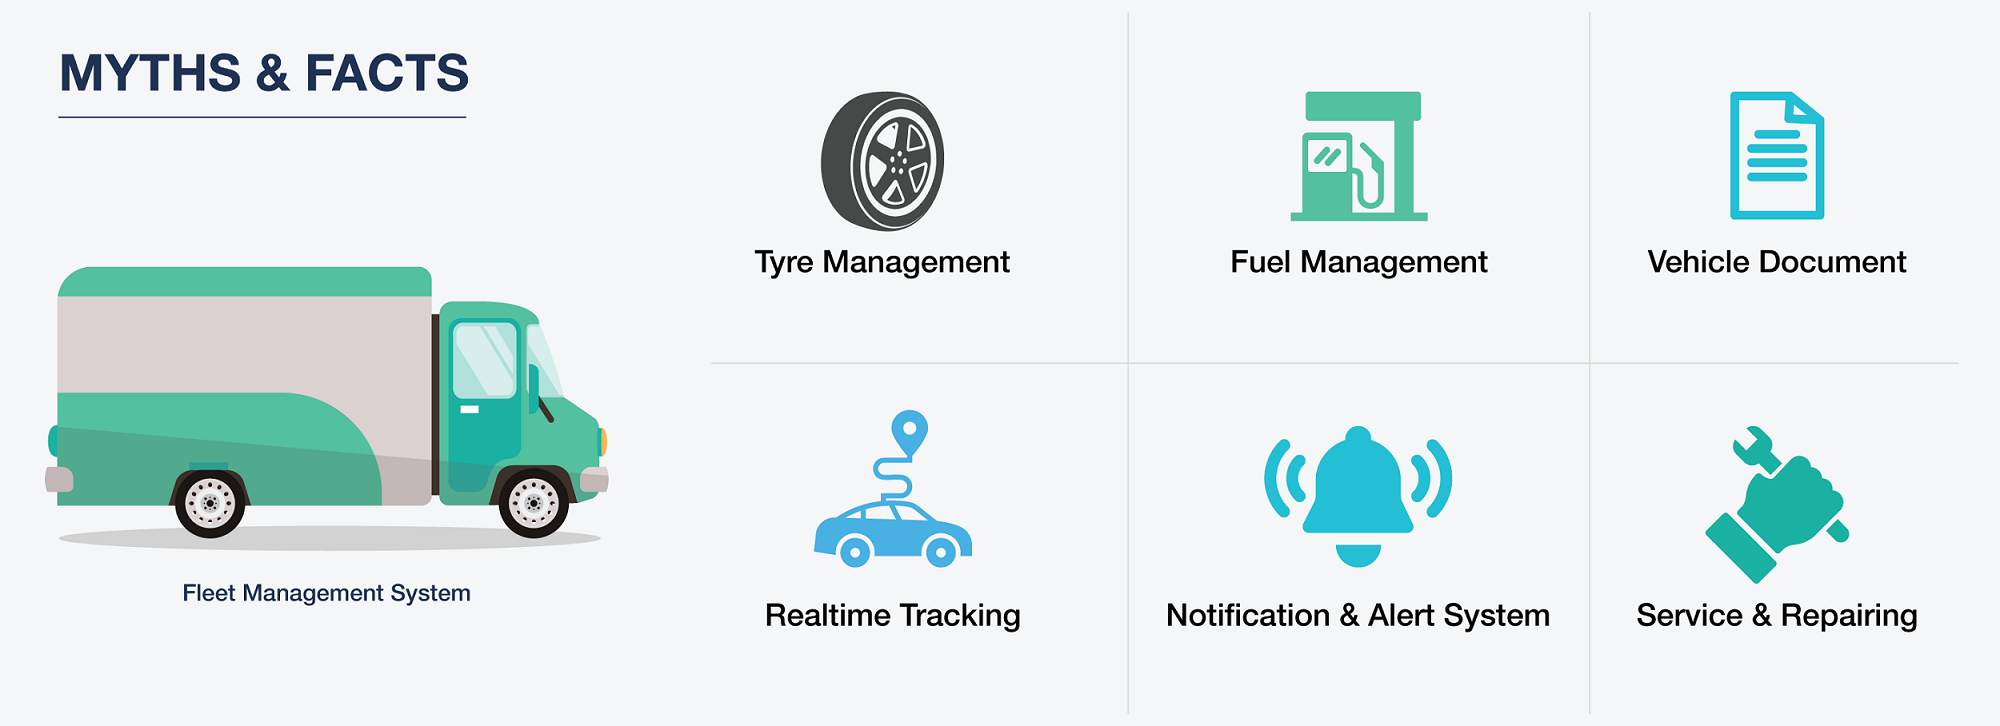 MYTHS & FACTS
Fleet Management System
Tyre Management
Fuel Management
Vehicle Document
Realtime Tracking
Notification & Alert System
Service & Repairing